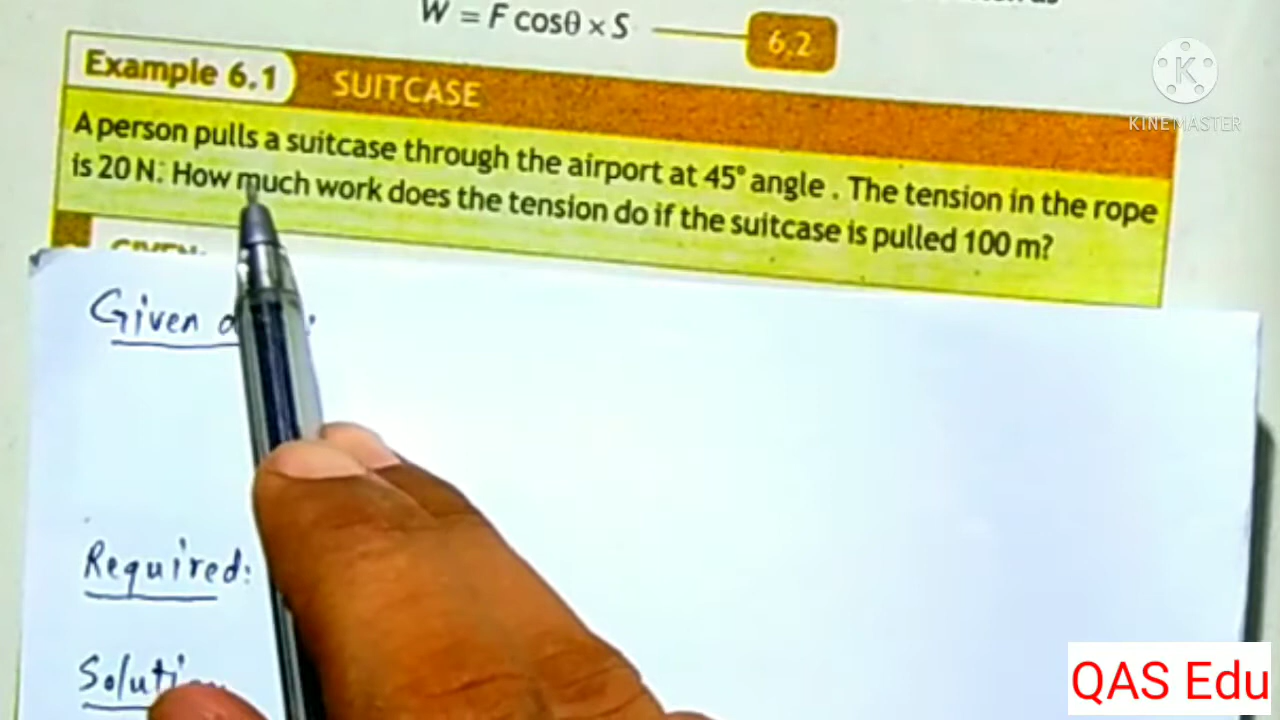 W = F cosθ × S 6.2
Example 6.1 SUITCASE
KINEMASTER
A person pulls a suitcase through the airport at 45° angle . The tension in the rope
is 20 N. How much work does the tension do if the suitcase is pulled 100 m?
Given
Required:
QAS Edu